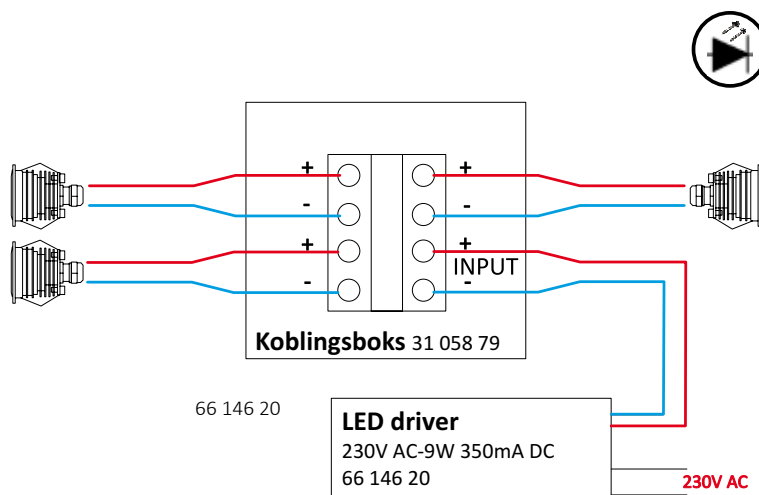 + +
- -
+ +
INPUT
- -
Koblingsboks 31 058 79
66 146 20
LED driver
230V AC-9W 350mA DC
66 146 20
230V AC